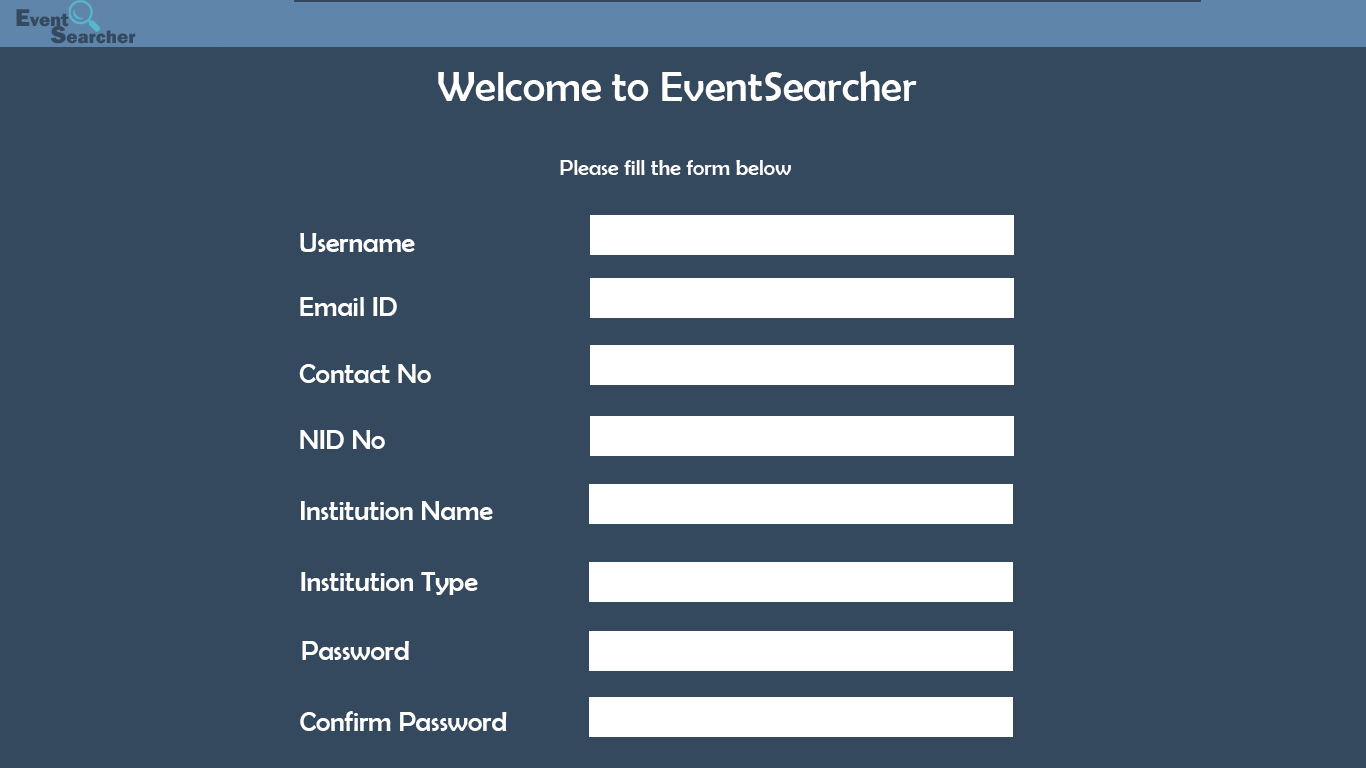 Event
Searcher
Welcome to EventSearcher
Please fill the form below
Username
Email ID
Contact No
NID No
Institution Name
Institution Type
Password
Confirm Password